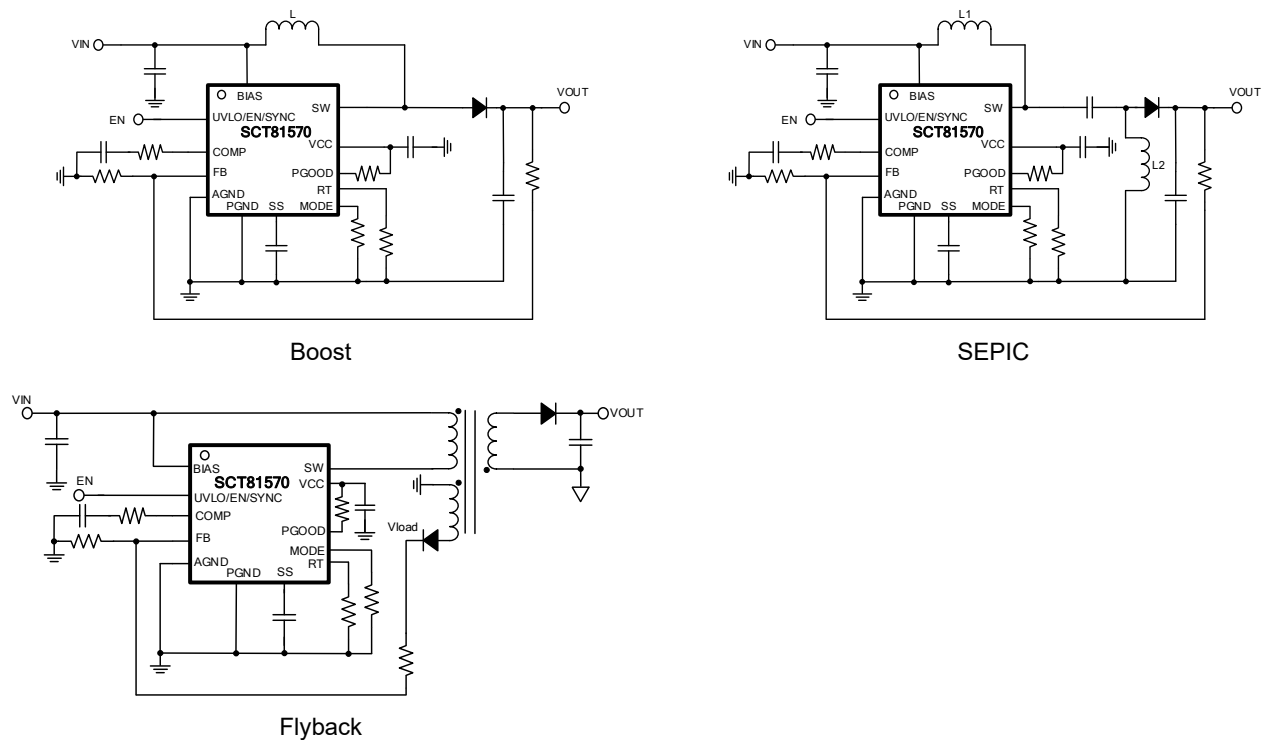 L
VIN
BIAS
SW
VOUT
EN
UVLO/EN/SYNC
SCT81570
VCC
COMP
PGOOD
FB
RT
AGND
PGND
SS
MODE
Boost
L1
VIN
BIAS
SW
VOUT
EN
UVLO/EN/SYNC
SCT81570
VCC
COMP
L2
PGOOD
FB
RT
AGND
PGND
SS
MODE
SEPIC
VIN
VOUT
BIAS
SCT81570
SW
EN
VCC
UVLO/EN/SYNC
COMP
PGOOD
Vload
FB
MODE
AGND
RT
PGND
SS
Flyback